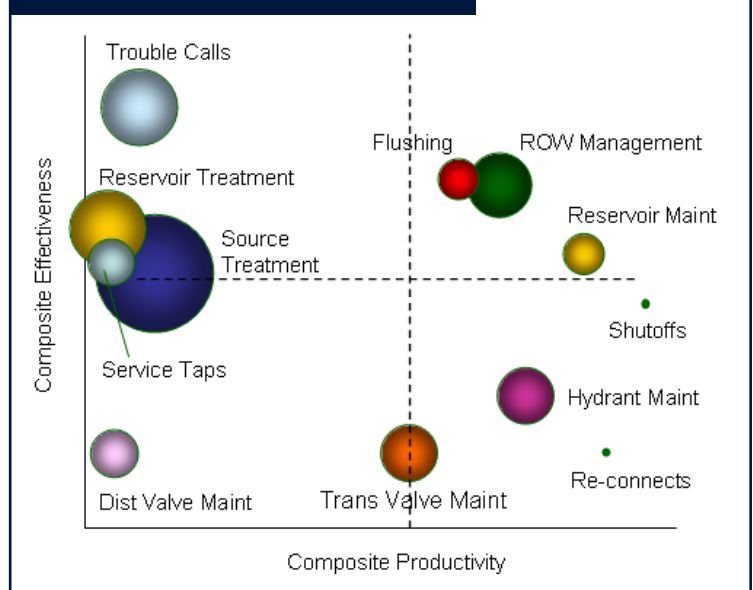 Trouble Calls
Flushing
ROW Management
Reservoir Treatment
Reservoir Maint
Source
Treatment
Shutoffs
Service Taps
Hydrant Maint
Re-connects
Dist Valve Maint
Trans Valve Maint
Composite Effectiveness
Composite Productivity